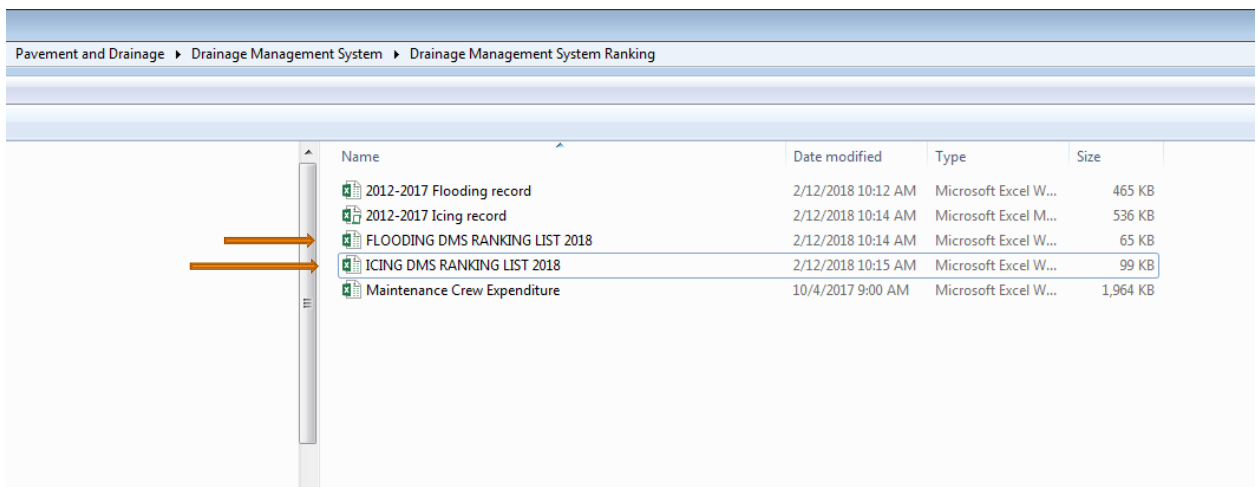 Pavement and Drainage ▸ Drainage Management System ▸ Drainage Management System Ranking
Name Date modified Type Size
2012-2017 Flooding record 2/12/2018 10:12 AM Microsoft Excel W... 465 KB
2012-2017 Icing record 2/12/2018 10:14 AM Microsoft Excel M... 536 KB
FLOODING DMS RANKING LIST 2018 2/12/2018 10:14 AM Microsoft Excel W... 65 KB
ICING DMS RANKING LIST 2018 2/12/2018 10:15 AM Microsoft Excel W... 99 KB
Maintenance Crew Expenditure 10/4/2017 9:00 AM Microsoft Excel W... 1,964 KB